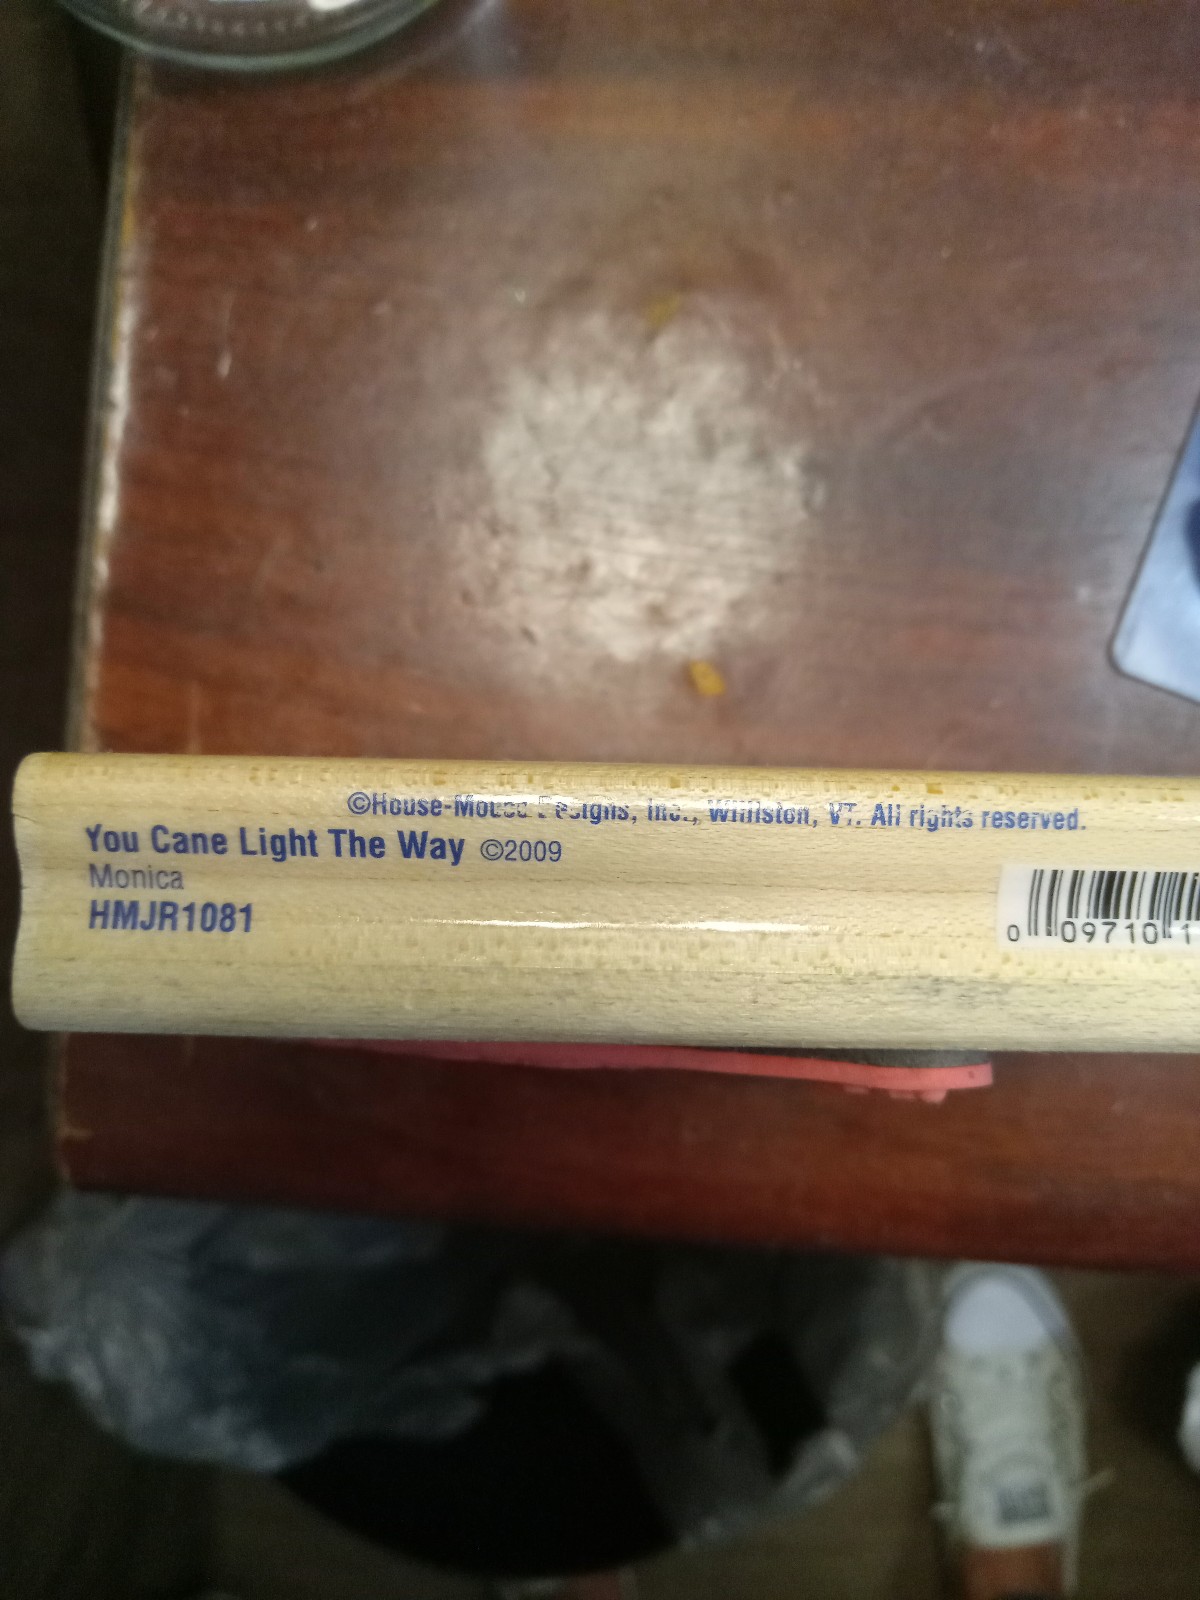 ©House-Mouse Designs, Inc., Williston, VT. All rights reserved.
You Cane Light The Way ©2009
Monica
HMJR1081
0 09710 1